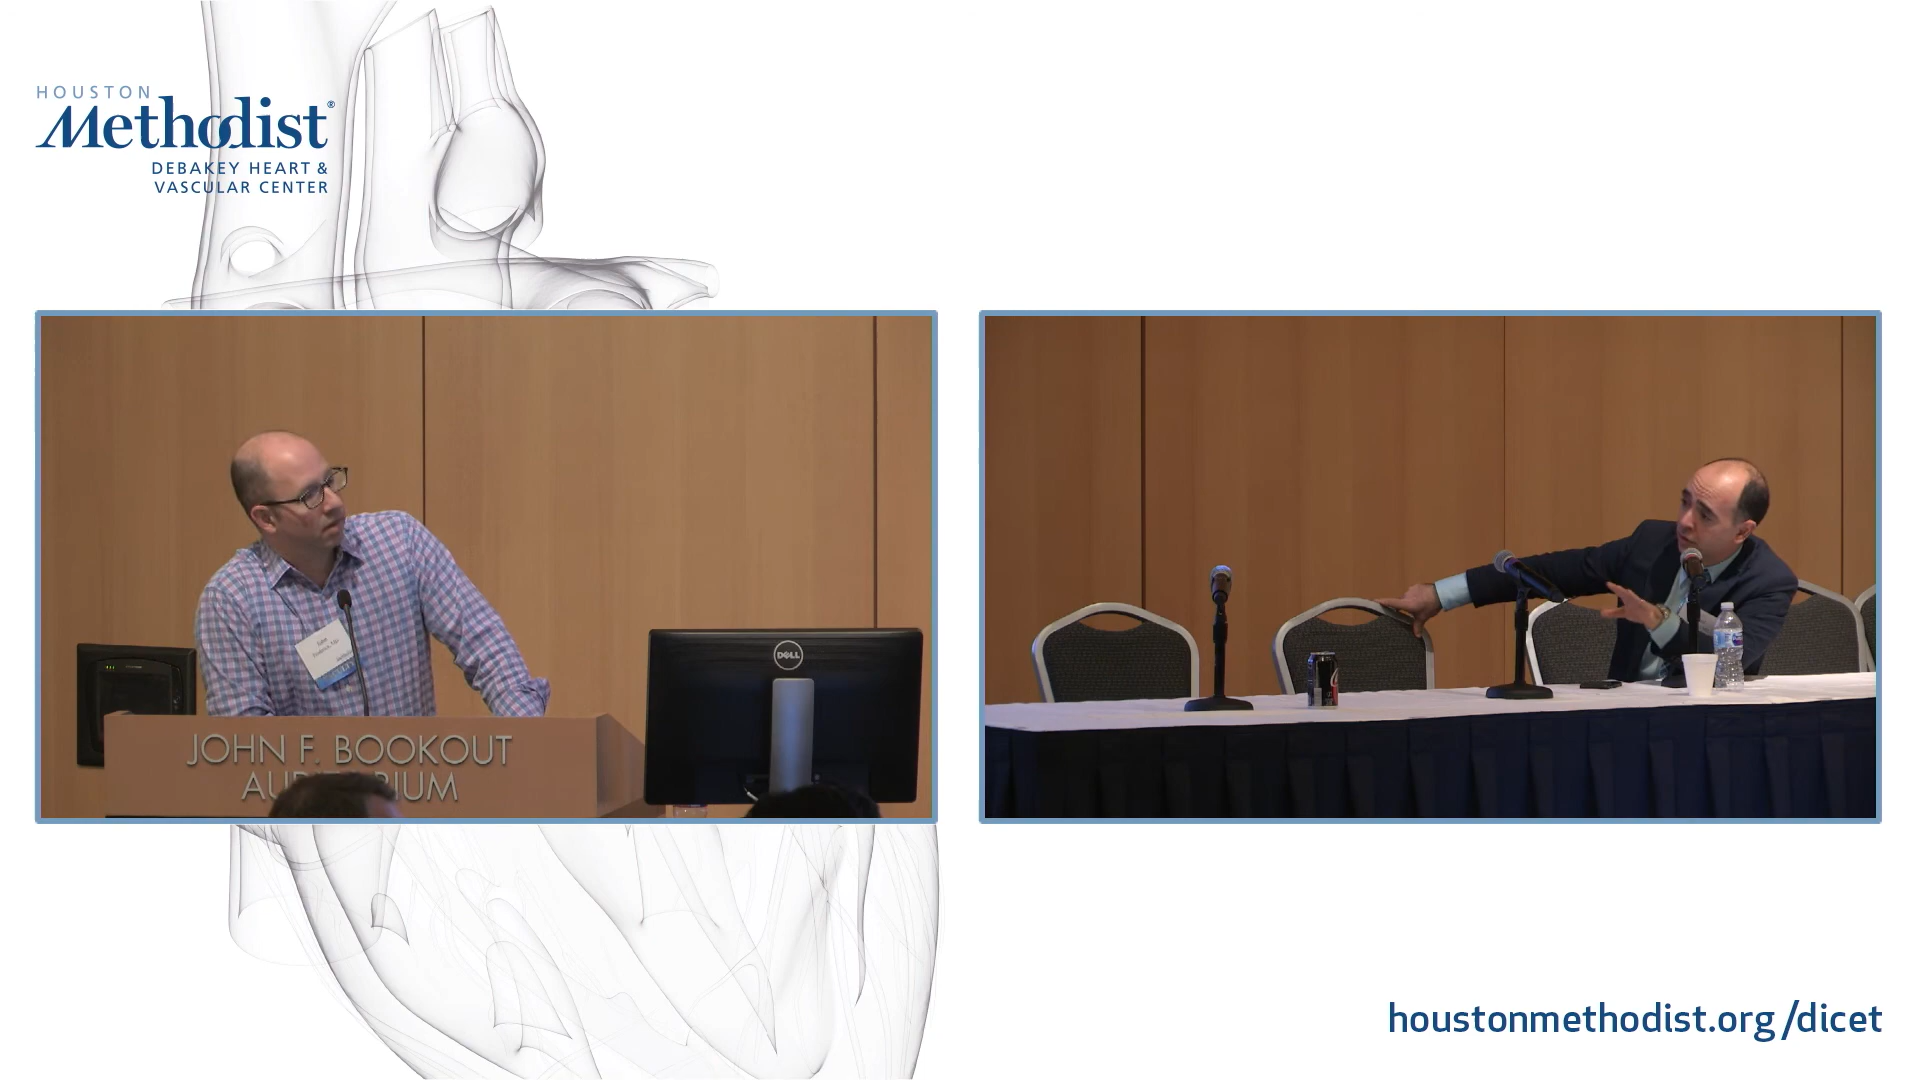 HOUSTON
Methodist®
DEBAKEY HEART &
VASCULAR CENTER
JOHN F. BOOKOUT
DELL
houstonmethodist.org/dicet